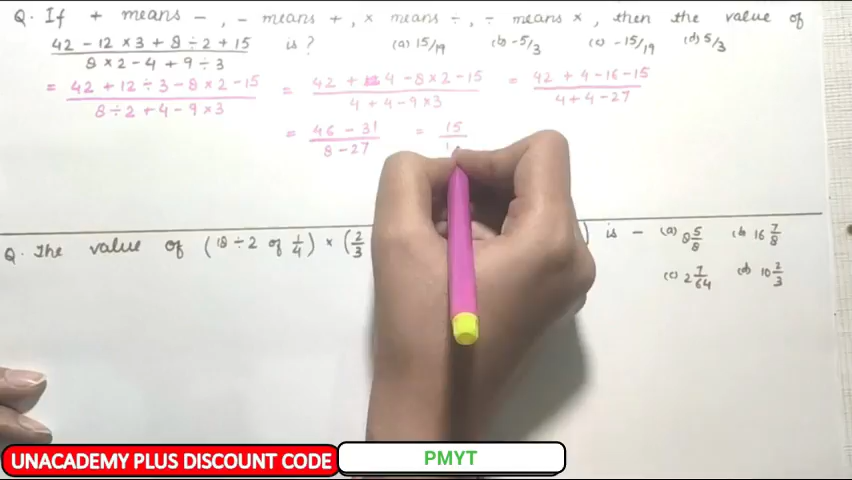 Q. If + means - , - means + , × means ÷ , ÷ means × , then the value of
42 - 12 × 3 + 8 ÷ 2 + 15 / 8 × 2 - 4 + 9 ÷ 3 is ? (a) 15/19 (b) -5/3 (c) -15/19 (d) 5/3
= 42 + 12 ÷ 3 - 8 × 2 - 15 / 8 ÷ 2 + 4 - 9 × 3 = 42 + 4 - 8 × 2 - 15 / 4 + 4 - 9 × 3 = 42 + 4 - 16 - 15 / 4 + 4 - 27
= 46 - 31 / 8 - 27 = 15
Q. The value of (18 ÷ 2 of 1/4) × (2/3 ) is - (a) 8 5/8 (b) 16 7/8
(c) 2 7/64 (d) 10 2/3
UNACADEMY PLUS DISCOUNT CODE PMYT